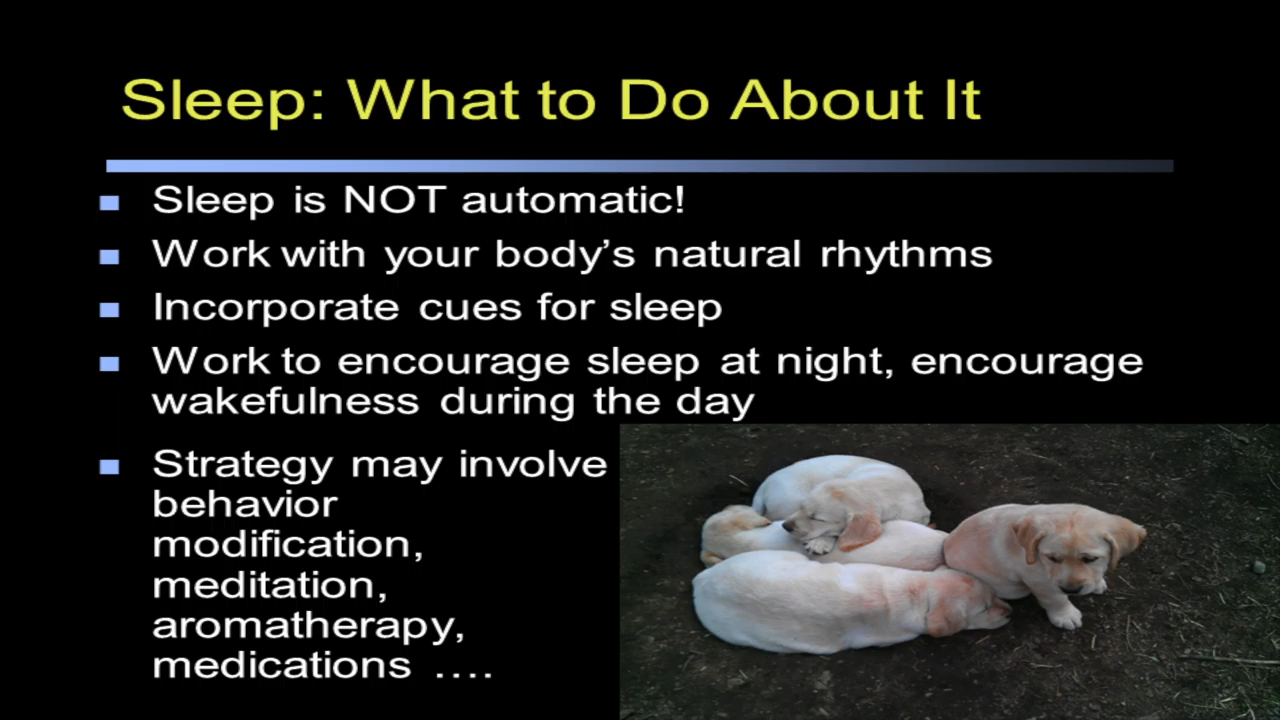 Sleep: What to Do About It
Sleep is NOT automatic!
Work with your body’s natural rhythms
Incorporate cues for sleep
Work to encourage sleep at night, encourage
wakefulness during the day
Strategy may involve
behavior
modification,
meditation,
aromatherapy,
medications ….